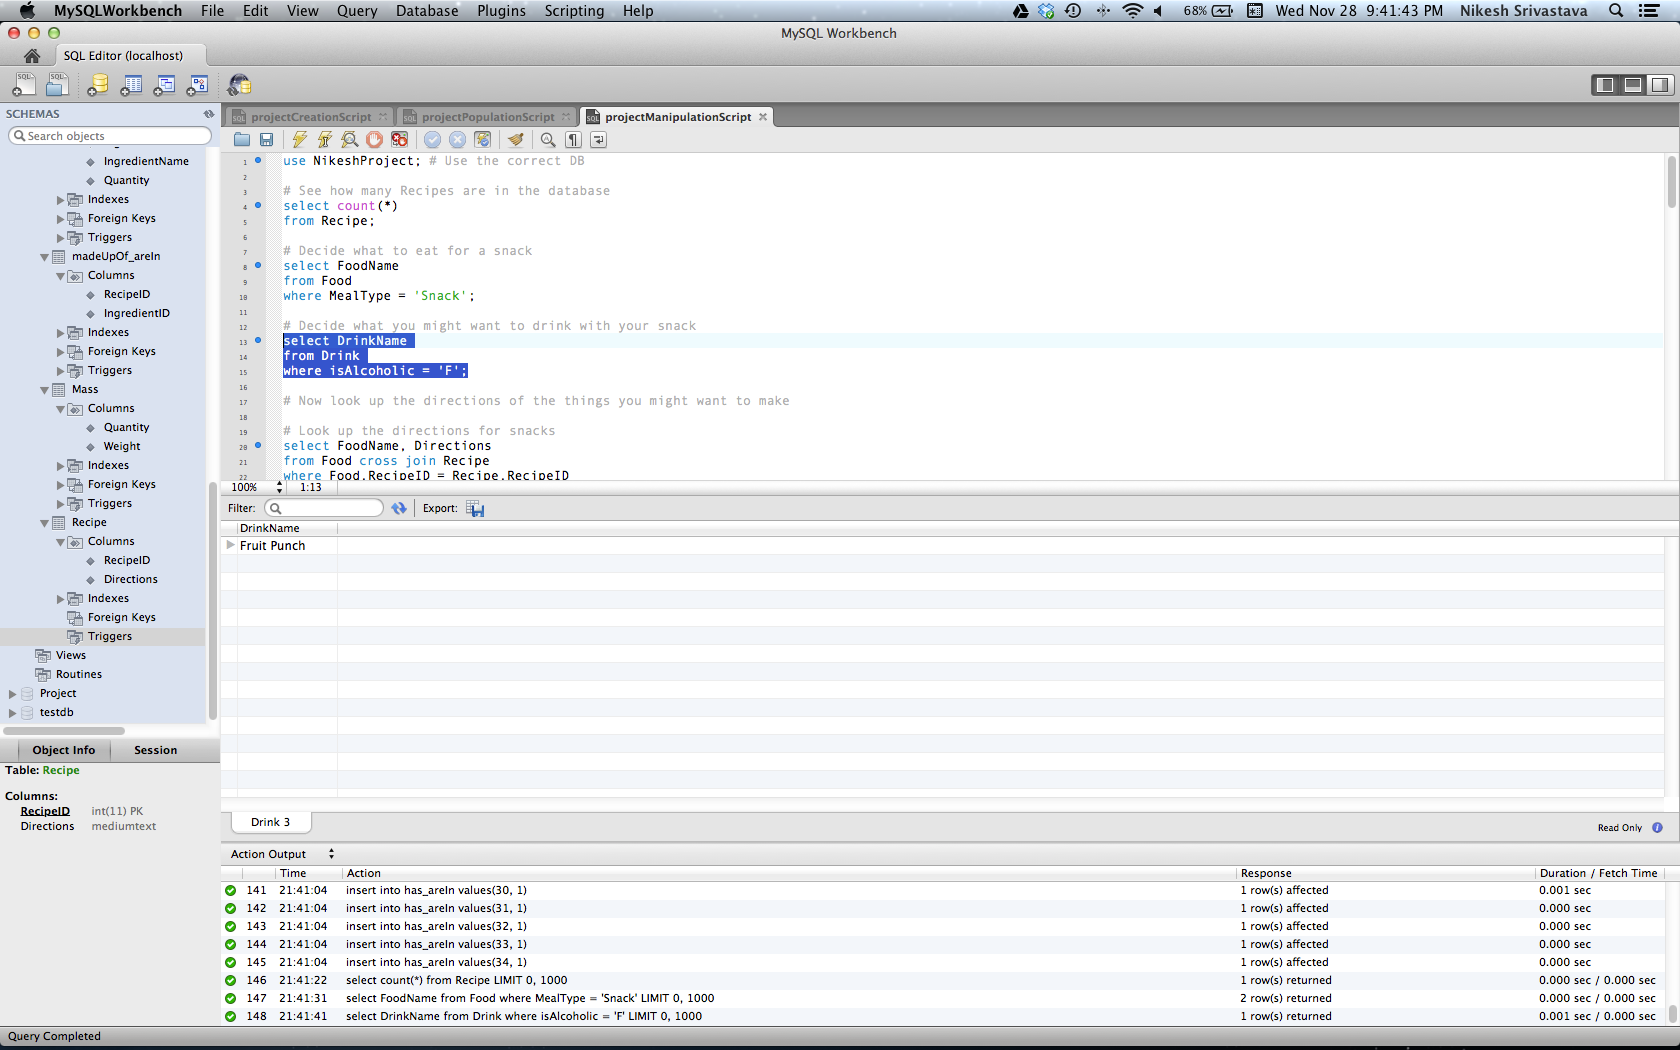 MySQLWorkbench File Edit View Query Database Plugins Scripting Help 68% Wed Nov 28 9:41:43 PM Nikesh Srivastava
MySQL Workbench
SQL Editor (localhost)
SCHEMAS
Search objects
IngredientName
Quantity
Indexes
Foreign Keys
Triggers
madeUpOf_areIn
Columns
RecipeID
IngredientID
Indexes
Foreign Keys
Triggers
Mass
Columns
Quantity
Weight
Indexes
Foreign Keys
Triggers
Recipe
Columns
RecipeID
Directions
Indexes
Foreign Keys
Triggers
Views
Routines
Project
testdb
Object Info Session
Table: Recipe
Columns:
RecipeID int(11) PK
Directions mediumtext
projectCreationScript projectPopulationScript projectManipulationScript
1 use NikeshProject; # Use the correct DB
2
3 # See how many Recipes are in the database
4 select count(*)
5 from Recipe;
6
7 # Decide what to eat for a snack
8 select FoodName
9 from Food
10 where MealType = 'Snack';
11
12 # Decide what you might want to drink with your snack
13 select DrinkName
14 from Drink
15 where isAlcoholic = 'F';
16
17 # Now look up the directions of the things you might want to make
18
19 # Look up the directions for snacks
20 select FoodName, Directions
21 from Food cross join Recipe
22 where Food.RecipeID = Recipe.RecipeID
100% 1:13
Filter: Export:
DrinkName
Fruit Punch
Drink 3
Read Only
Action Output
Time Action Response Duration / Fetch Time
141 21:41:04 insert into has_areIn values(30, 1) 1 row(s) affected 0.001 sec
142 21:41:04 insert into has_areIn values(31, 1) 1 row(s) affected 0.000 sec
143 21:41:04 insert into has_areIn values(32, 1) 1 row(s) affected 0.000 sec
144 21:41:04 insert into has_areIn values(33, 1) 1 row(s) affected 0.000 sec
145 21:41:04 insert into has_areIn values(34, 1) 1 row(s) affected 0.000 sec
146 21:41:22 select count(*) from Recipe LIMIT 0, 1000 1 row(s) returned 0.000 sec / 0.000 sec
147 21:41:31 select FoodName from Food where MealType = 'Snack' LIMIT 0, 1000 2 row(s) returned 0.000 sec / 0.000 sec
148 21:41:41 select DrinkName from Drink where isAlcoholic = 'F' LIMIT 0, 1000 1 row(s) returned 0.001 sec / 0.000 sec
Query Completed